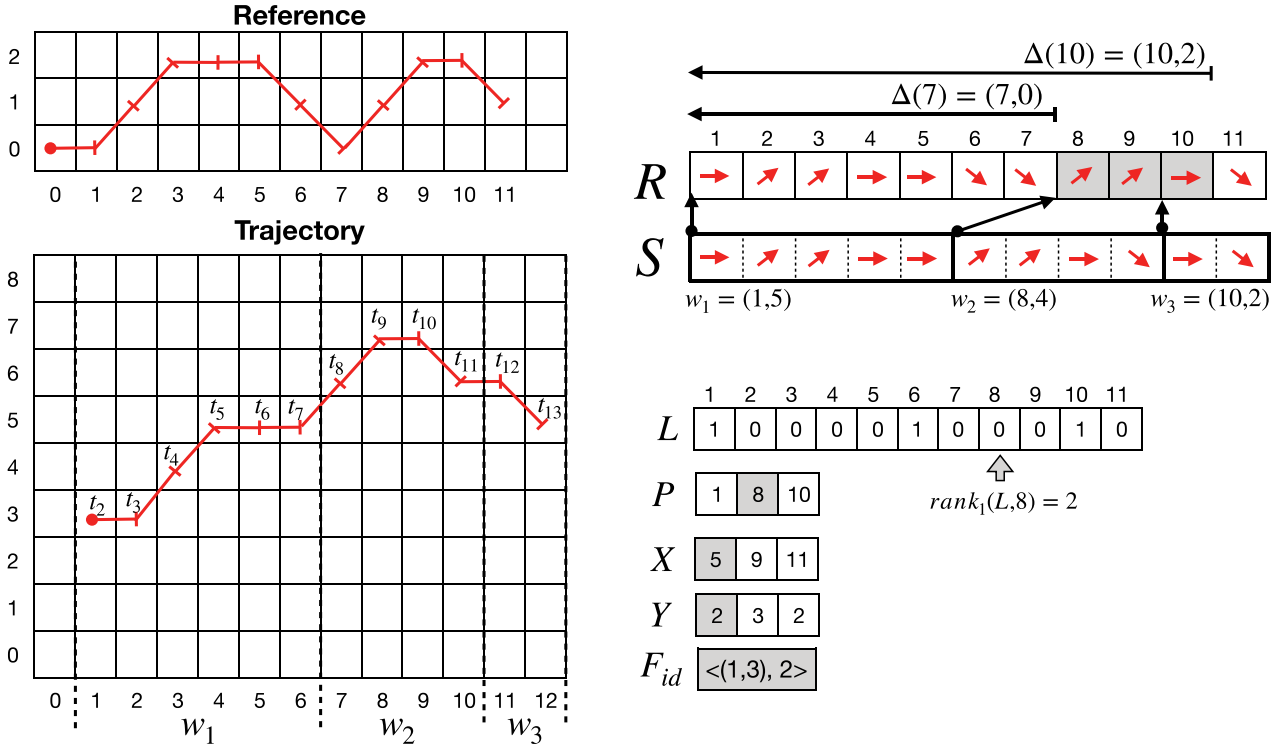 Reference
2
1
0
0 1 2 3 4 5 6 7 8 9 10 11
Trajectory
8
7
6
5
4
3
2
1
0
t₂ t₃ t₄ t₅ t₆ t₇ t₈ t₉ t₁₀ t₁₁ t₁₂ t₁₃
0 1 2 3 4 5 6 7 8 9 10 11 12
w₁ w₂ w₃
Δ(10) = (10,2)
Δ(7) = (7,0)
1 2 3 4 5 6 7 8 9 10 11
R
S
w₁ = (1,5) w₂ = (8,4) w₃ = (10,2)
1 2 3 4 5 6 7 8 9 10 11
L 1 0 0 0 0 1 0 0 0 1 0
rank₁(L,8) = 2
P 1 8 10
X 5 9 11
Y 2 3 2
F_id <(1,3), 2>